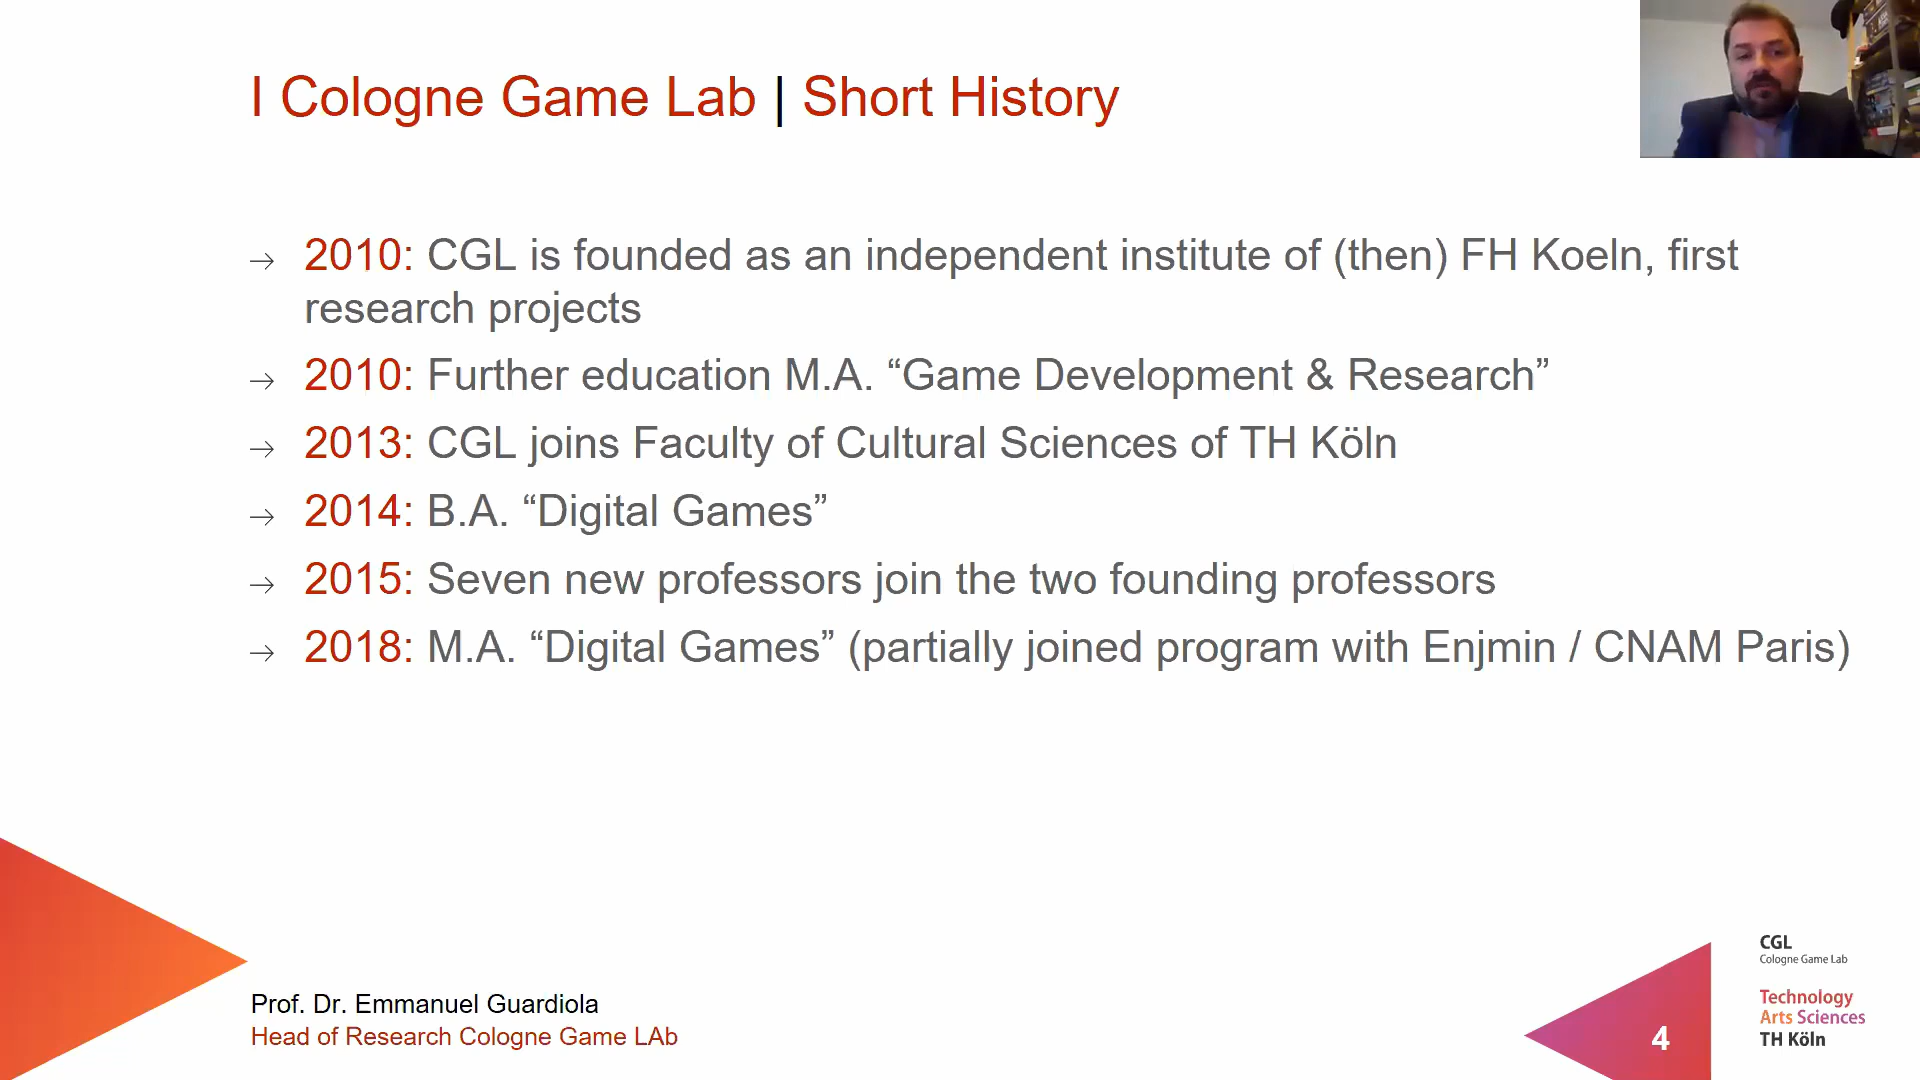 I Cologne Game Lab | Short History
→ 2010: CGL is founded as an independent institute of (then) FH Koeln, first
research projects
→ 2010: Further education M.A. “Game Development & Research”
→ 2013: CGL joins Faculty of Cultural Sciences of TH Köln
→ 2014: B.A. “Digital Games”
→ 2015: Seven new professors join the two founding professors
→ 2018: M.A. “Digital Games” (partially joined program with Enjmin / CNAM Paris)
Prof. Dr. Emmanuel Guardiola
Head of Research Cologne Game LAb
4
CGL
Cologne Game Lab
Technology
Arts Sciences
TH Köln